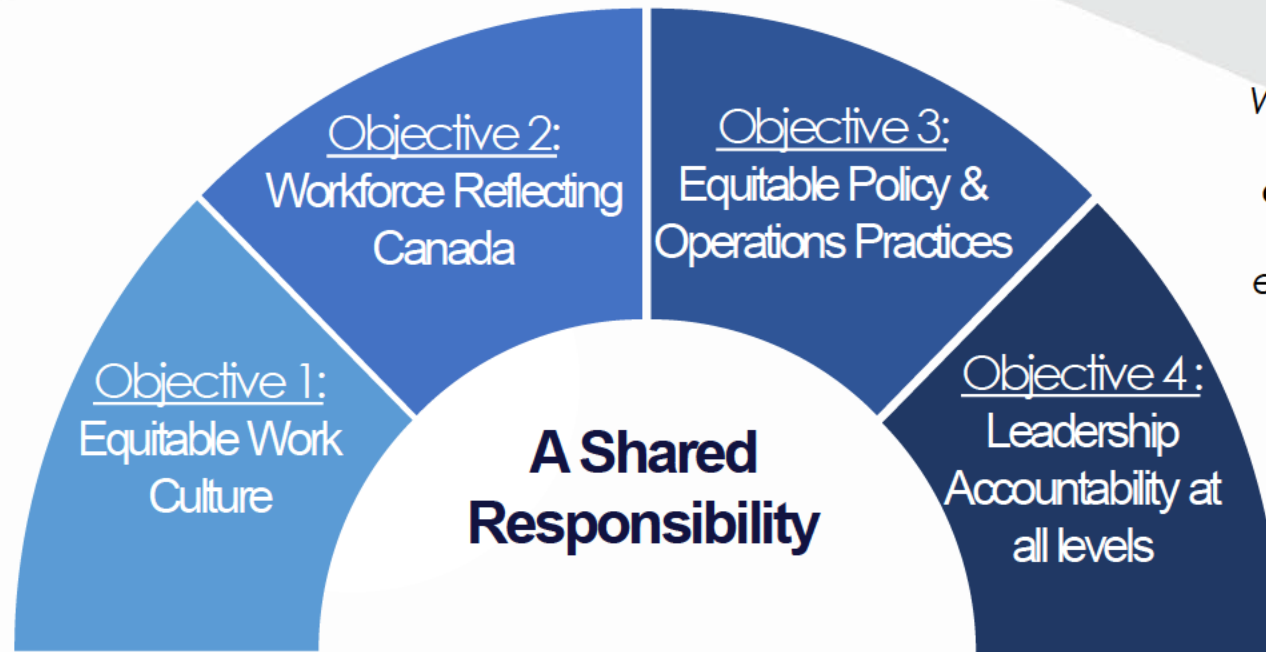 Objective 1:
Equitable Work
Culture
Objective 2:
Workforce Reflecting
Canada
Objective 3:
Equitable Policy &
Operations Practices
Objective 4:
Leadership
Accountability at
all levels
A Shared
Responsibility